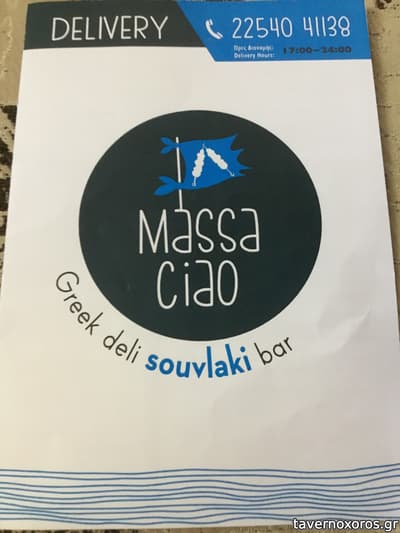 DELIVERY
22540 41138
Ώρες Διανομής:
Delivery Hours: 17:00-24:00
Massa
ciao
Greek deli souvlaki bar
tavernoxoros.gr